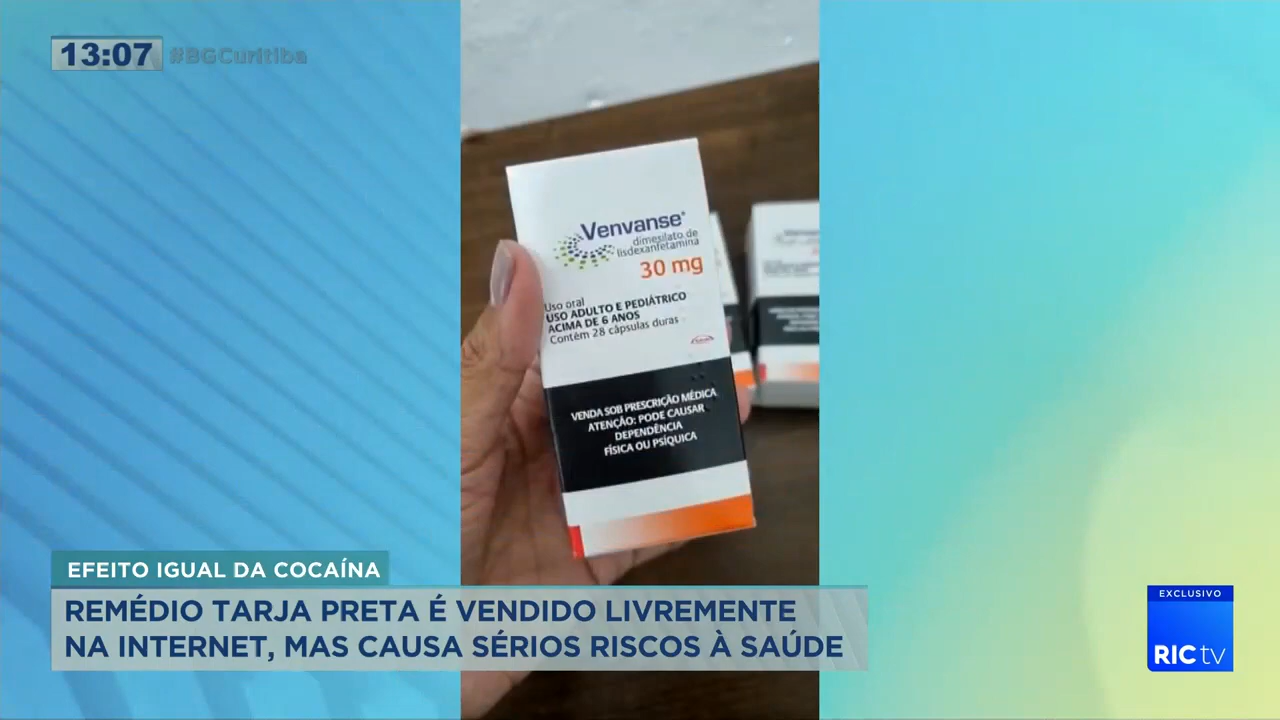 13:07 #BGCuritiba
Venvanse®
dimesilato de
lisdexanfetamina
30 mg
Uso oral
USO ADULTO E PEDIÁTRICO
ACIMA DE 6 ANOS
Contém 28 cápsulas duras
VENDA SOB PRESCRIÇÃO MÉDICA
ATENÇÃO: PODE CAUSAR
DEPENDÊNCIA
FÍSICA OU PSÍQUICA
Venvanse
EFEITO IGUAL DA COCAÍNA
REMÉDIO TARJA PRETA É VENDIDO LIVREMENTE
NA INTERNET, MAS CAUSA SÉRIOS RISCOS À SAÚDE
EXCLUSIVO
RICtv